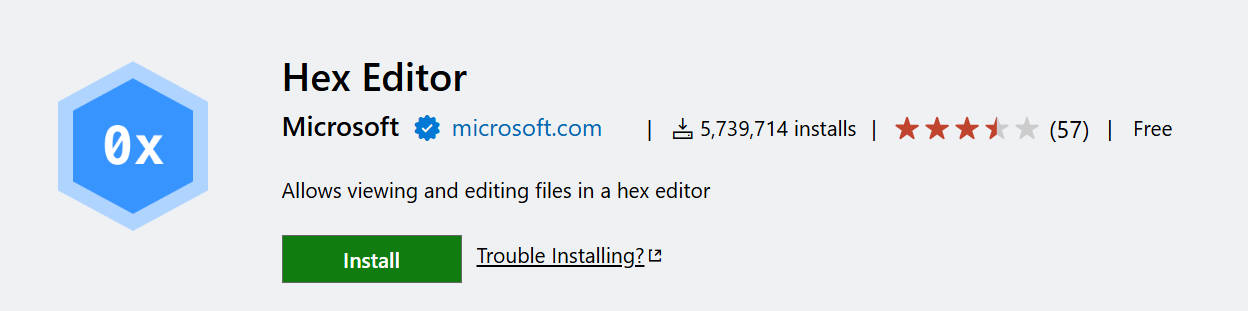 0x
Hex Editor
Microsoft microsoft.com | 5,739,714 installs | (57) | Free
Allows viewing and editing files in a hex editor
Install Trouble Installing?